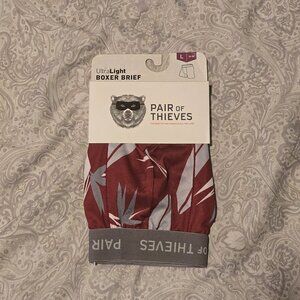 UltraLight
BOXER BRIEF
L
PAIR OF
THIEVES
OF THIEVES PAIR